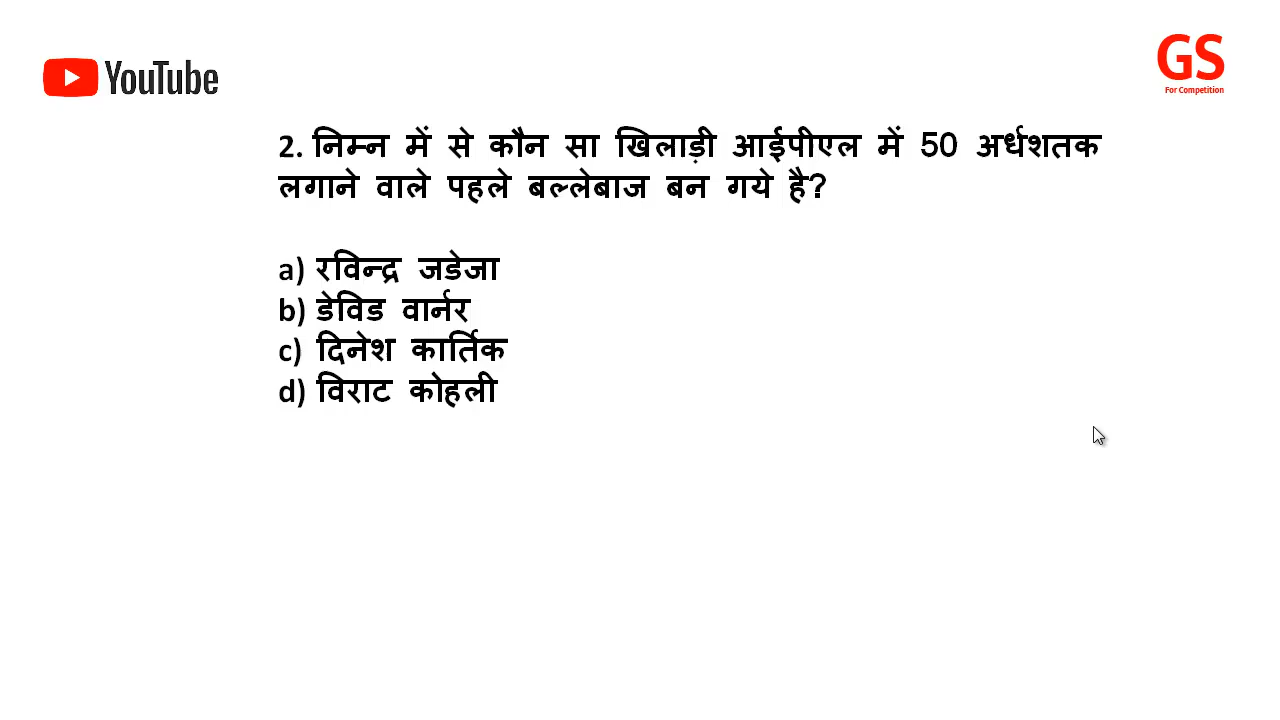 YouTube
GS
For Competition
2. निम्न में से कौन सा खिलाड़ी आईपीएल में 50 अर्धशतक
लगाने वाले पहले बल्लेबाज बन गये है?
a) रविन्द्र जडेजा
b) डेविड वार्नर
c) दिनेश कार्तिक
d) विराट कोहली